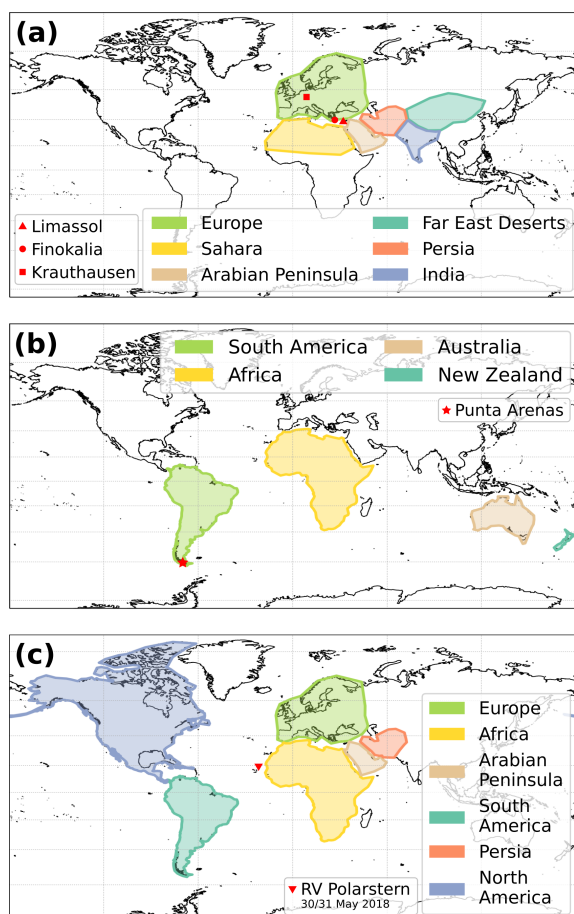 (a)
Limassol
Finokalia
Krauthausen
Europe
Sahara
Arabian Peninsula
Far East Deserts
Persia
India
(b)
South America
Africa
Australia
New Zealand
Punta Arenas
(c)
Europe
Africa
Arabian
Peninsula
South
America
Persia
North
America
RV Polarstern
30/31 May 2018